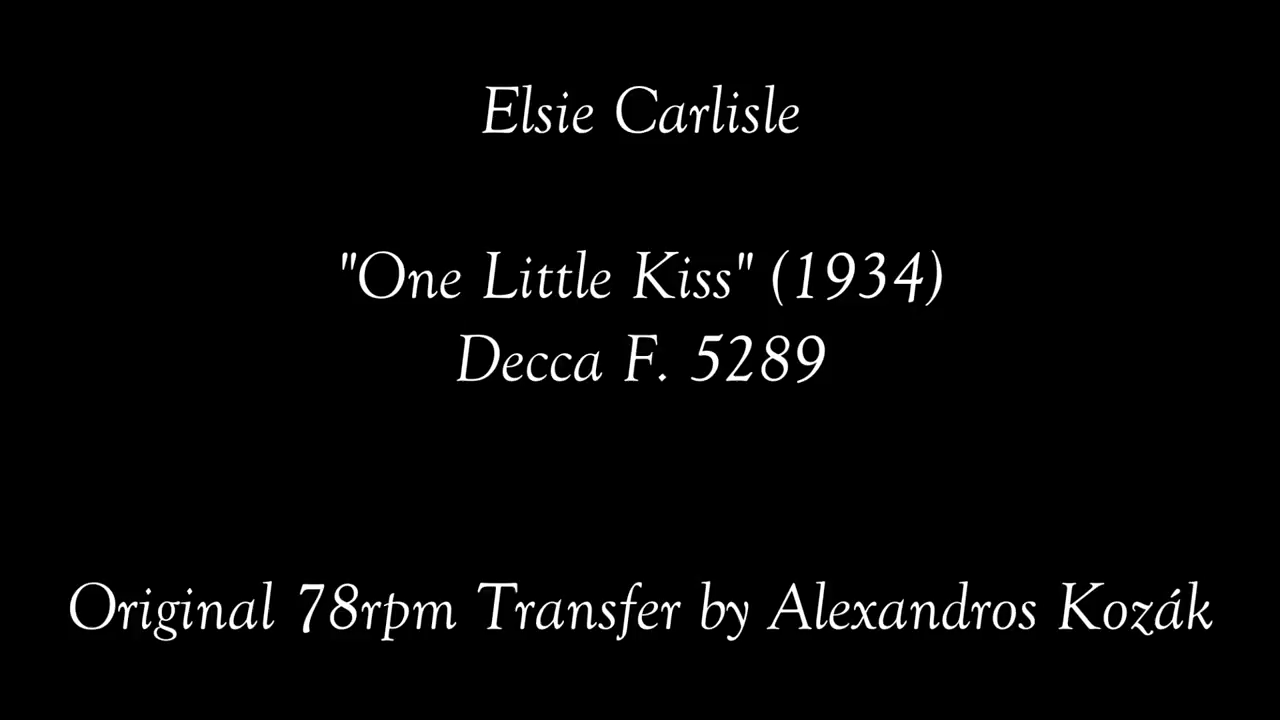 Elsie Carlisle
"One Little Kiss" (1934)
Decca F. 5289
Original 78rpm Transfer by Alexandros Kozák